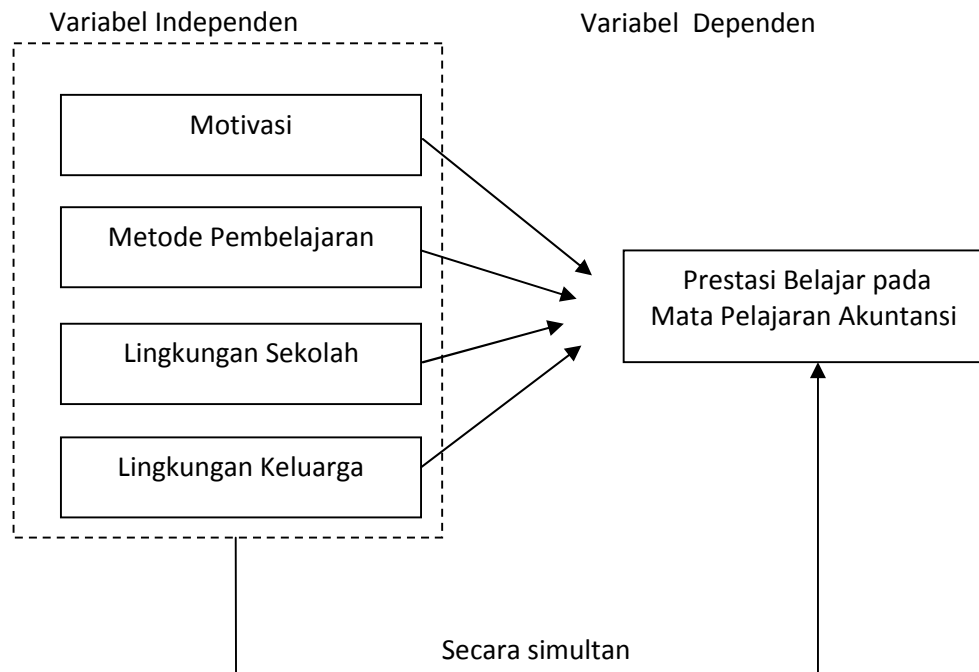 Variabel Independen
Variabel Dependen
Motivasi
Metode Pembelajaran
Lingkungan Sekolah
Lingkungan Keluarga
Prestasi Belajar pada
Mata Pelajaran Akuntansi
Secara simultan